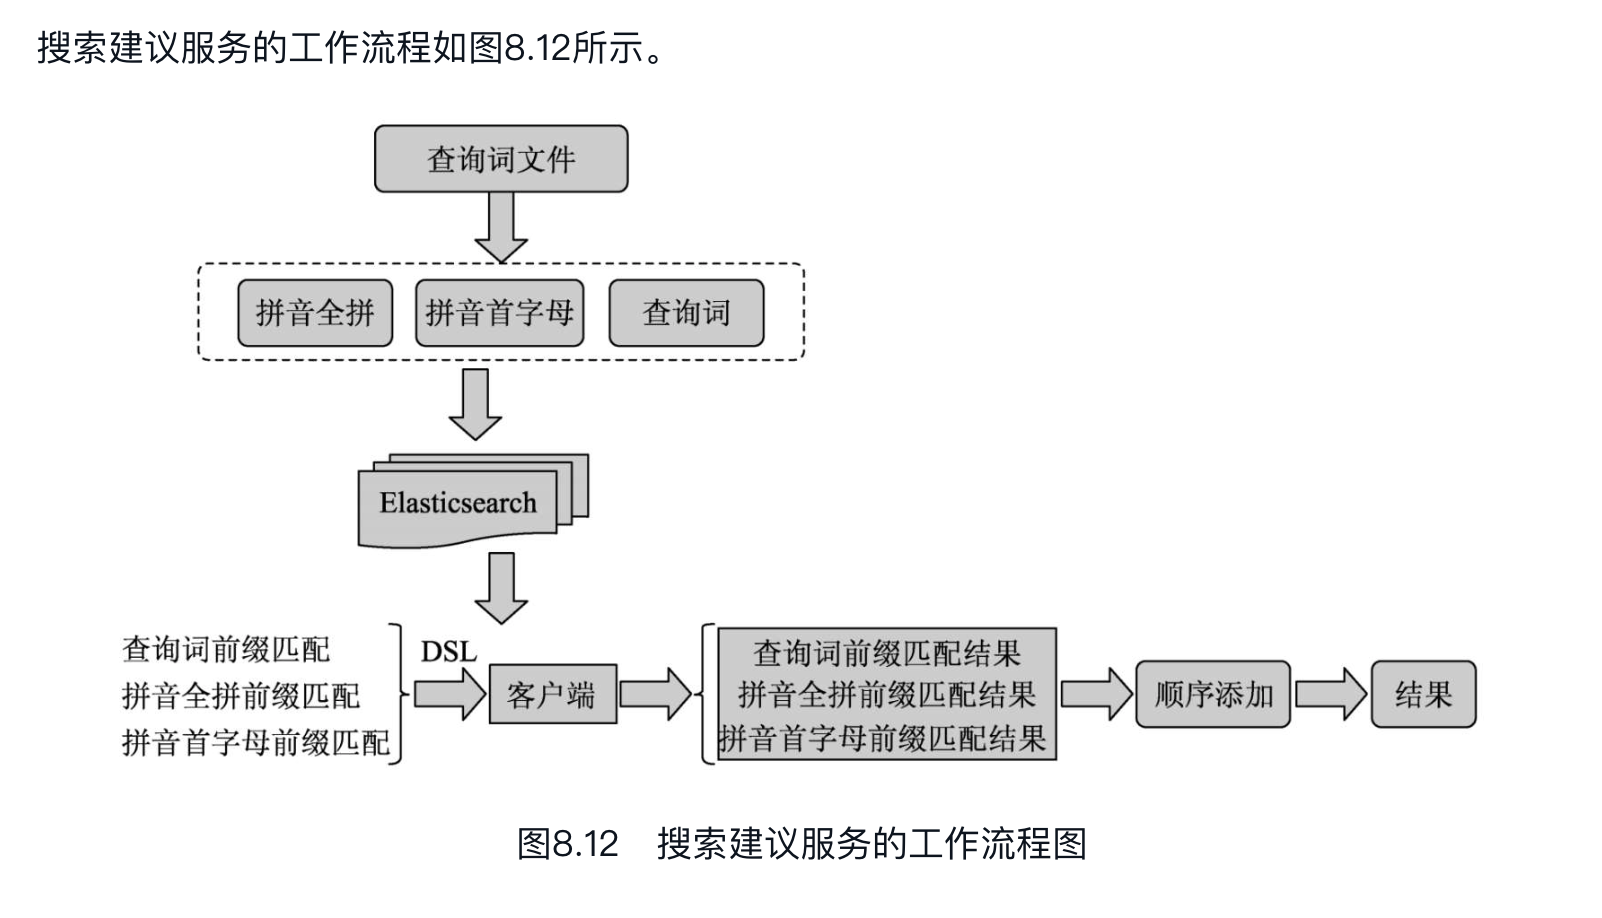 搜索建议服务的工作流程如图8.12所示。
查询词文件
拼音全拼 拼音首字母 查询词
Elasticsearch
查询词前缀匹配
拼音全拼前缀匹配
拼音首字母前缀匹配
DSL
客户端
查询词前缀匹配结果
拼音全拼前缀匹配结果
拼音首字母前缀匹配结果
顺序添加
结果
图8.12 搜索建议服务的工作流程图